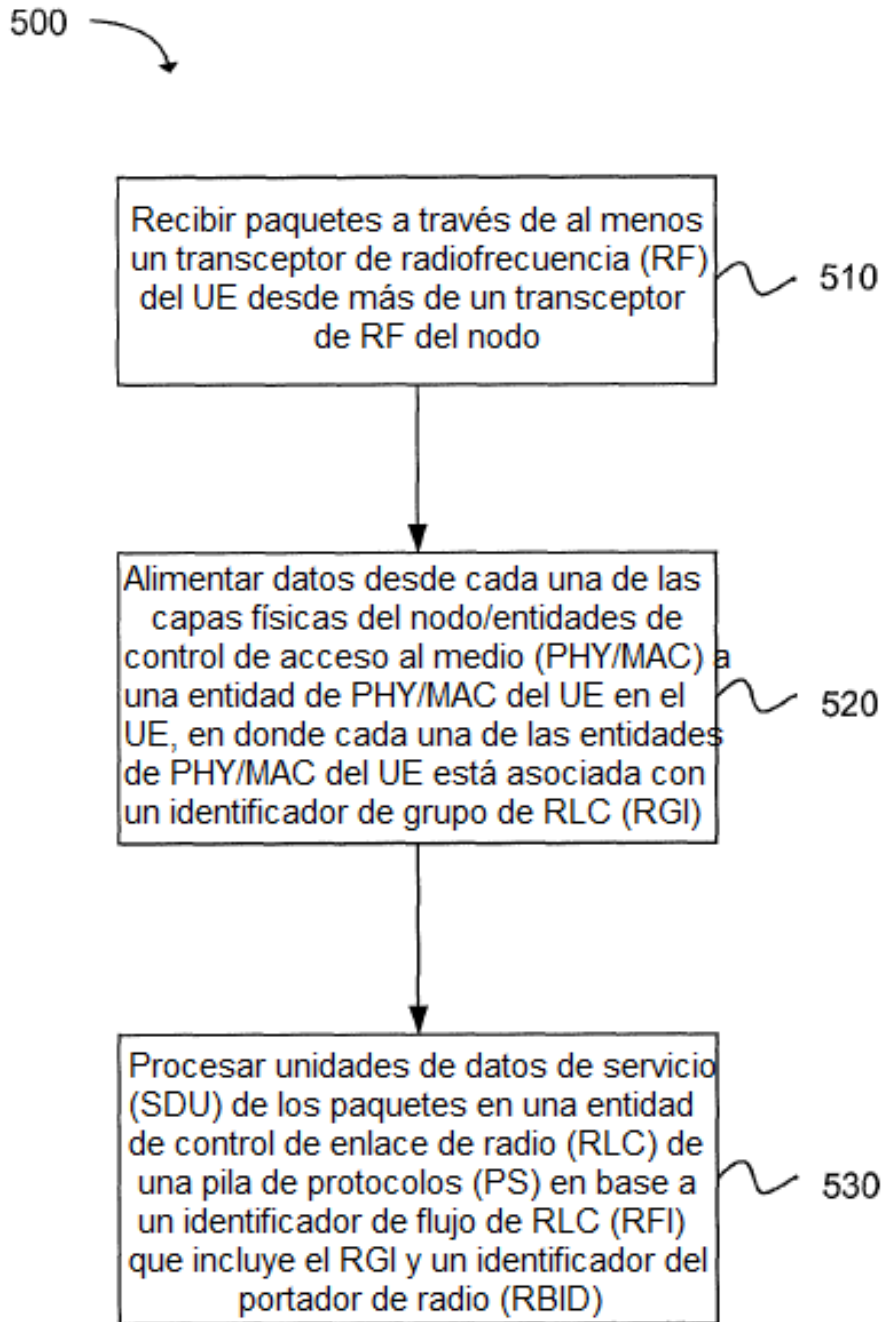 500
Recibir paquetes a través de al menos
un transceptor de radiofrecuencia (RF)
del UE desde más de un transceptor
de RF del nodo
510
Alimentar datos desde cada una de las
capas físicas del nodo/entidades de
control de acceso al medio (PHY/MAC) a
una entidad de PHY/MAC del UE en el
UE, en donde cada una de las entidades
de PHY/MAC del UE está asociada con
un identificador de grupo de RLC (RGI)
520
Procesar unidades de datos de servicio
(SDU) de los paquetes en una entidad
de control de enlace de radio (RLC) de
una pila de protocolos (PS) en base a
un identificador de flujo de RLC (RFI)
que incluye el RGI y un identificador del
portador de radio (RBID)
530